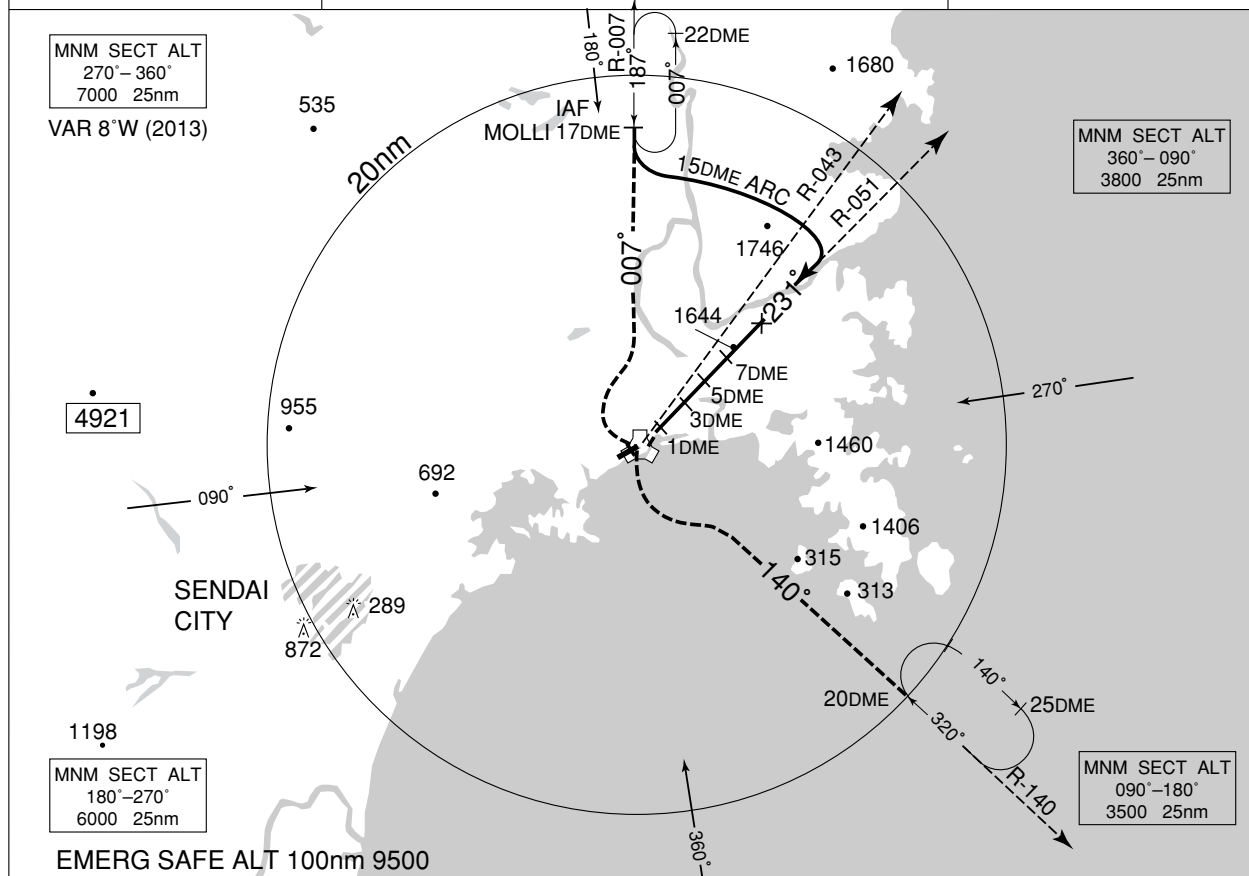 MNM SECT ALT
270°–360°
7000 25nm
VAR 8°W (2013)
535
20nm
180°
R-007
187°
007°
22DME
IAF
MOLLI 17DME
15DME ARC
1680
R-043
R-051
MNM SECT ALT
360°–090°
3800 25nm
1746
007°
231°
1644
7DME
5DME
3DME
1DME
270°
4921
955
692
090°
1460
1406
315
313
140°
SENDAI
CITY
289
872
140°
20DME
25DME
320°
R-140
1198
MNM SECT ALT
180°–270°
6000 25nm
MNM SECT ALT
090°–180°
3500 25nm
360°
EMERG SAFE ALT 100nm 9500